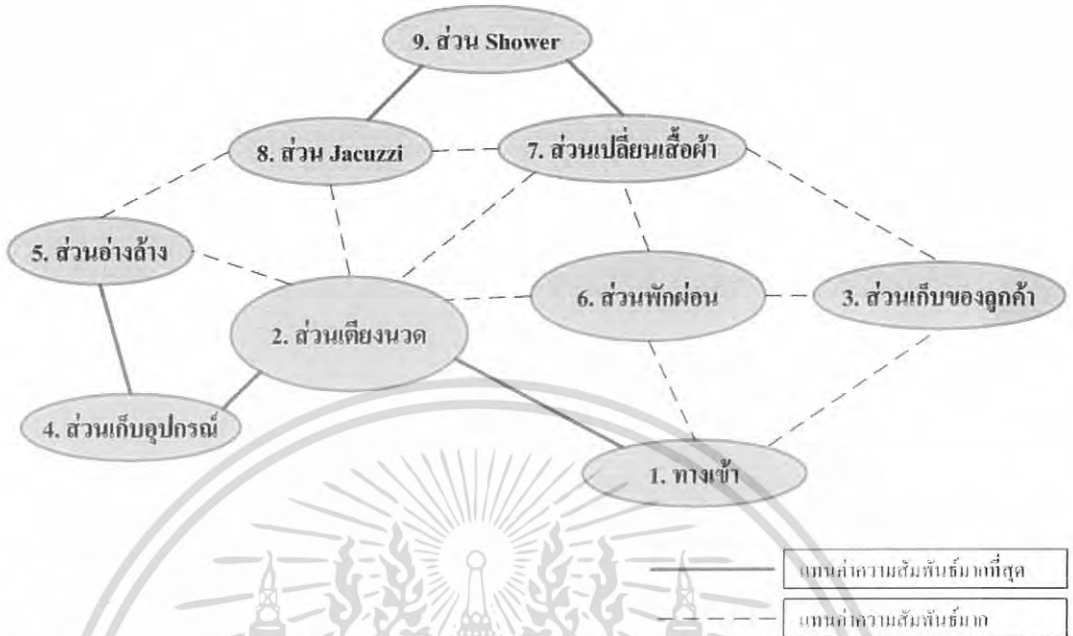 9. ส่วน Shower
8. ส่วน Jacuzzi
7. ส่วนเปลี่ยนเสื้อผ้า
5. ส่วนอ่างล้าง
6. ส่วนพักผ่อน
3. ส่วนเก็บของลูกค้า
2. ส่วนเตียงนวด
4. ส่วนเก็บอุปกรณ์
1. ทางเข้า
แทนค่าความสัมพันธ์มากที่สุด
แทนค่าความสัมพันธ์มาก